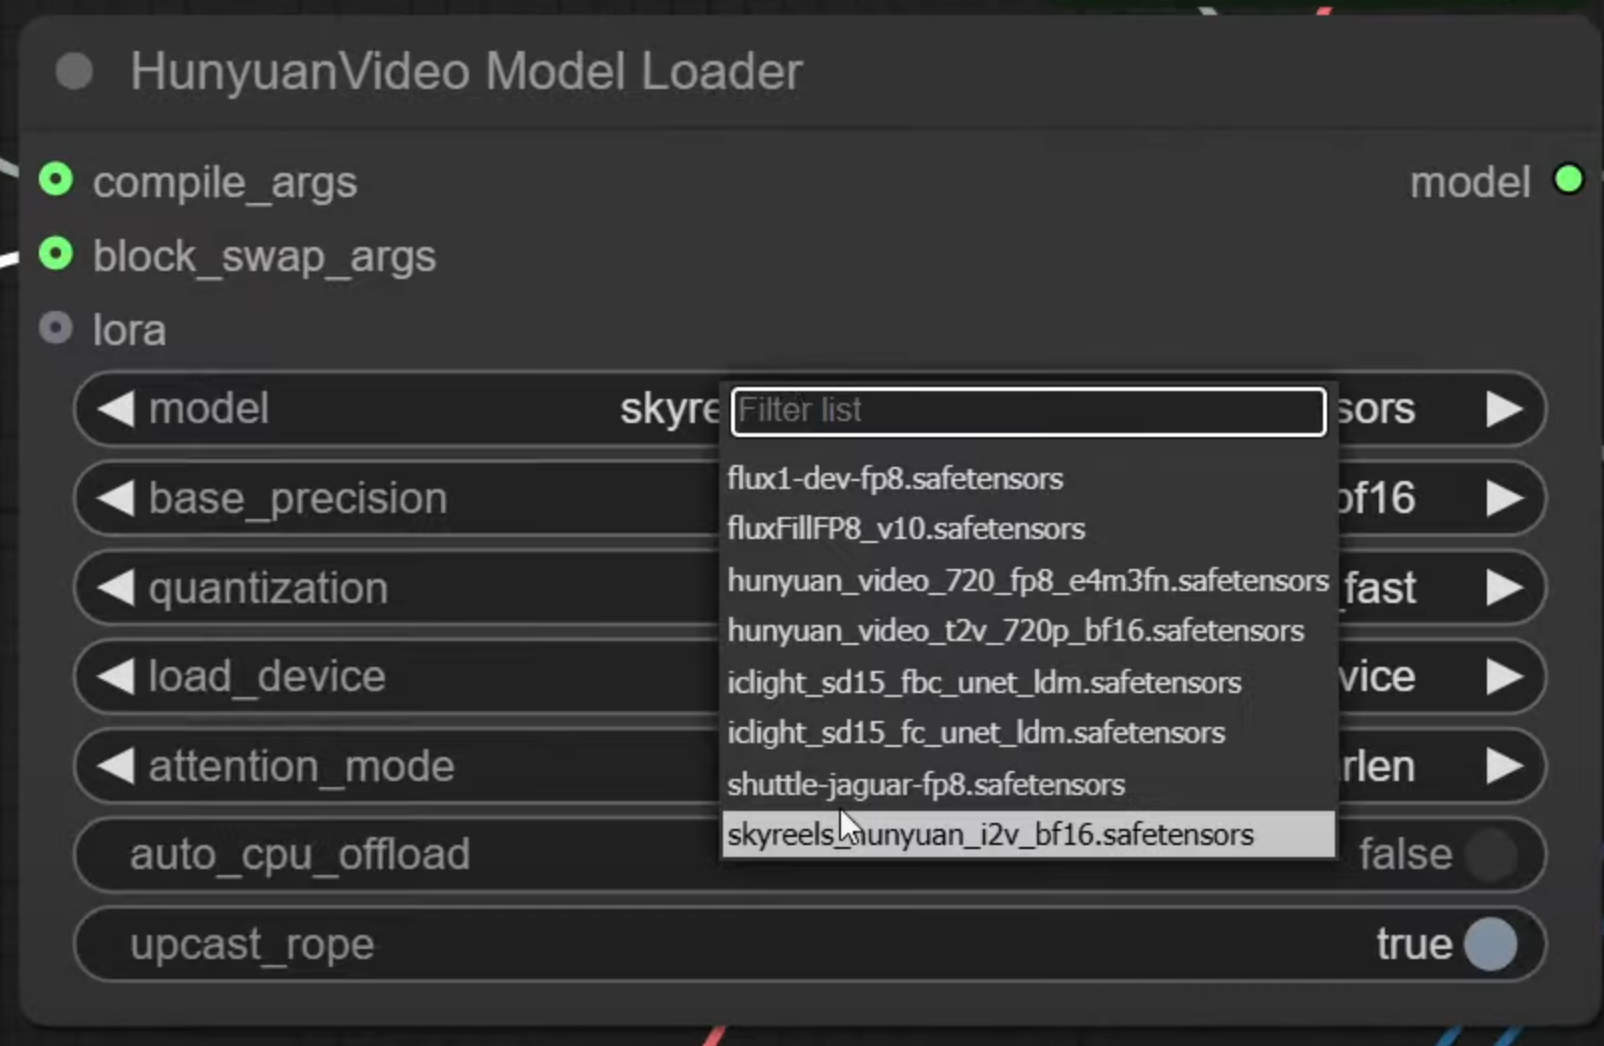 HunyuanVideo Model Loader
compile_args
model
block_swap_args
lora
model
skyre
sors
Filter list
flux1-dev-fp8.safetensors
fluxFillFP8_v10.safetensors
hunyuan_video_720_fp8_e4m3fn.safetensors
hunyuan_video_t2v_720p_bf16.safetensors
iclight_sd15_fbc_unet_ldm.safetensors
iclight_sd15_fc_unet_ldm.safetensors
shuttle-jaguar-fp8.safetensors
skyreels_hunyuan_i2v_bf16.safetensors
base_precision
bf16
quantization
_fast
load_device
vice
attention_mode
rlen
auto_cpu_offload
false
upcast_rope
true